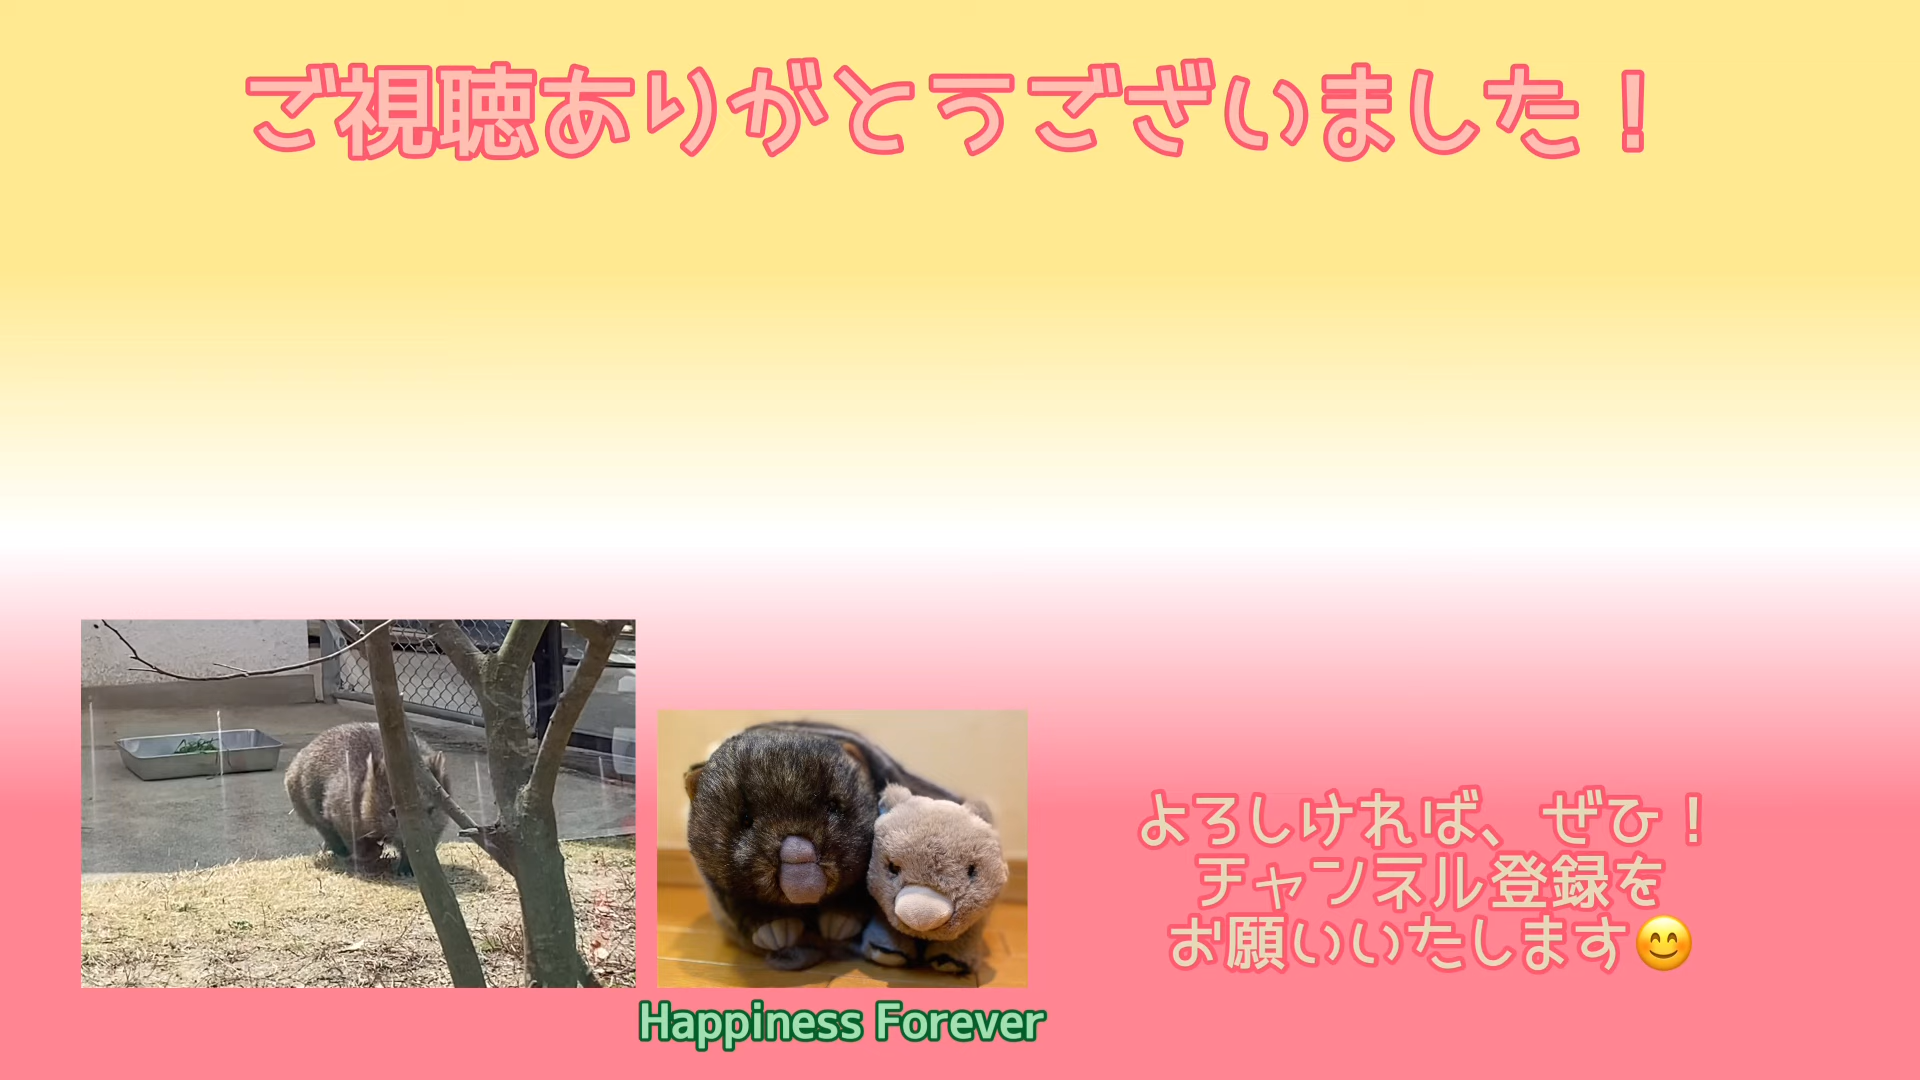 ご視聴ありがとうございました！
よろしければ、ぜひ！
チャンネル登録を
お願いいたします😊
Happiness Forever